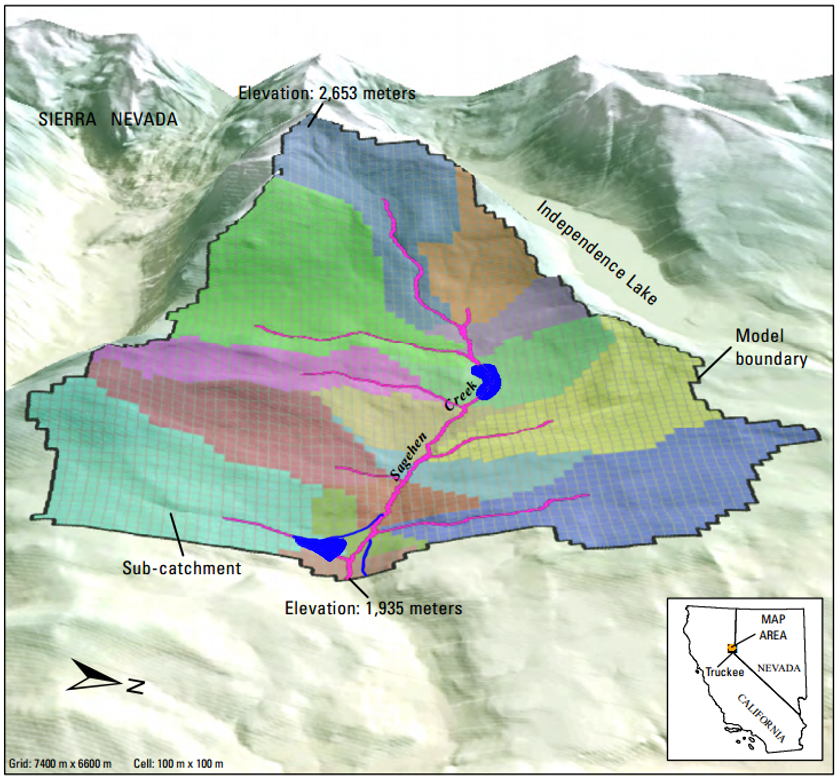 Elevation: 2,653 meters
SIERRA NEVADA
Independence Lake
Model
boundary
Creek
Sagehen
Sub-catchment
Elevation: 1,935 meters
N
MAP
AREA
Truckee
NEVADA
CALIFORNIA
Grid: 7400 m x 6600 m Cell: 100 m x 100 m